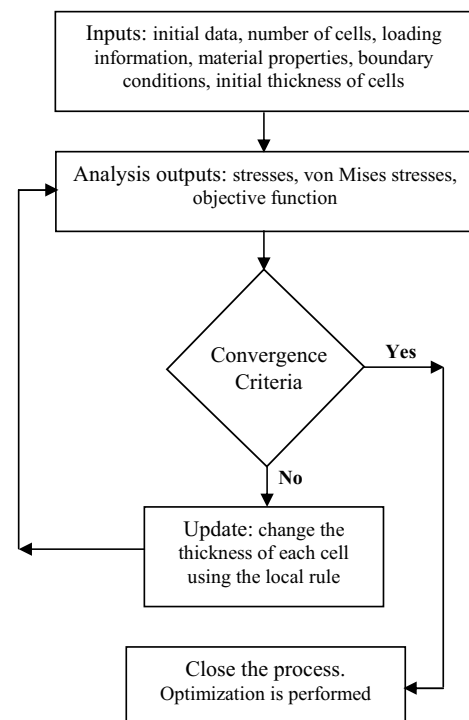 Inputs: initial data, number of cells, loading
information, material properties, boundary
conditions, initial thickness of cells
Analysis outputs: stresses, von Mises stresses,
objective function
Convergence
Criteria
Yes
No
Update: change the
thickness of each cell
using the local rule
Close the process.
Optimization is performed